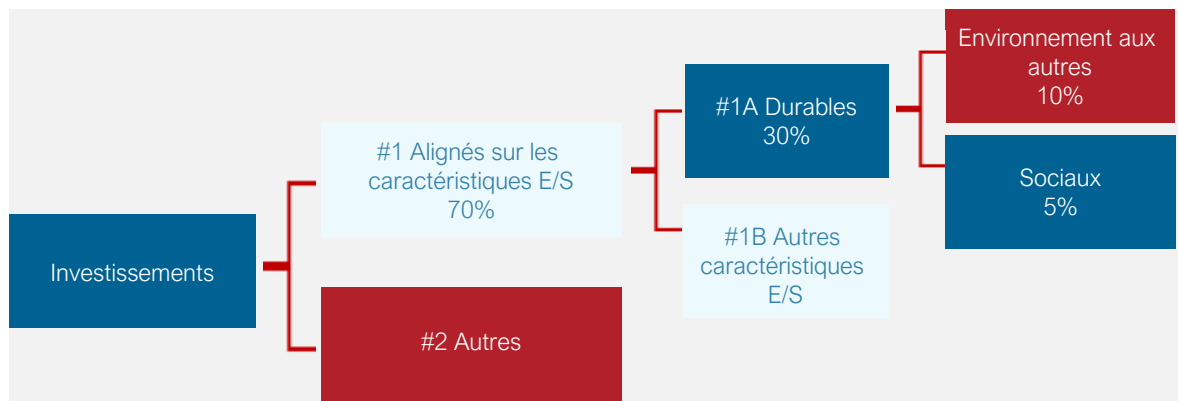 Investissements
#1 Alignés sur les
caractéristiques E/S
70%
#2 Autres
#1A Durables
30%
#1B Autres
caractéristiques
E/S
Environnement aux
autres
10%
Sociaux
5%